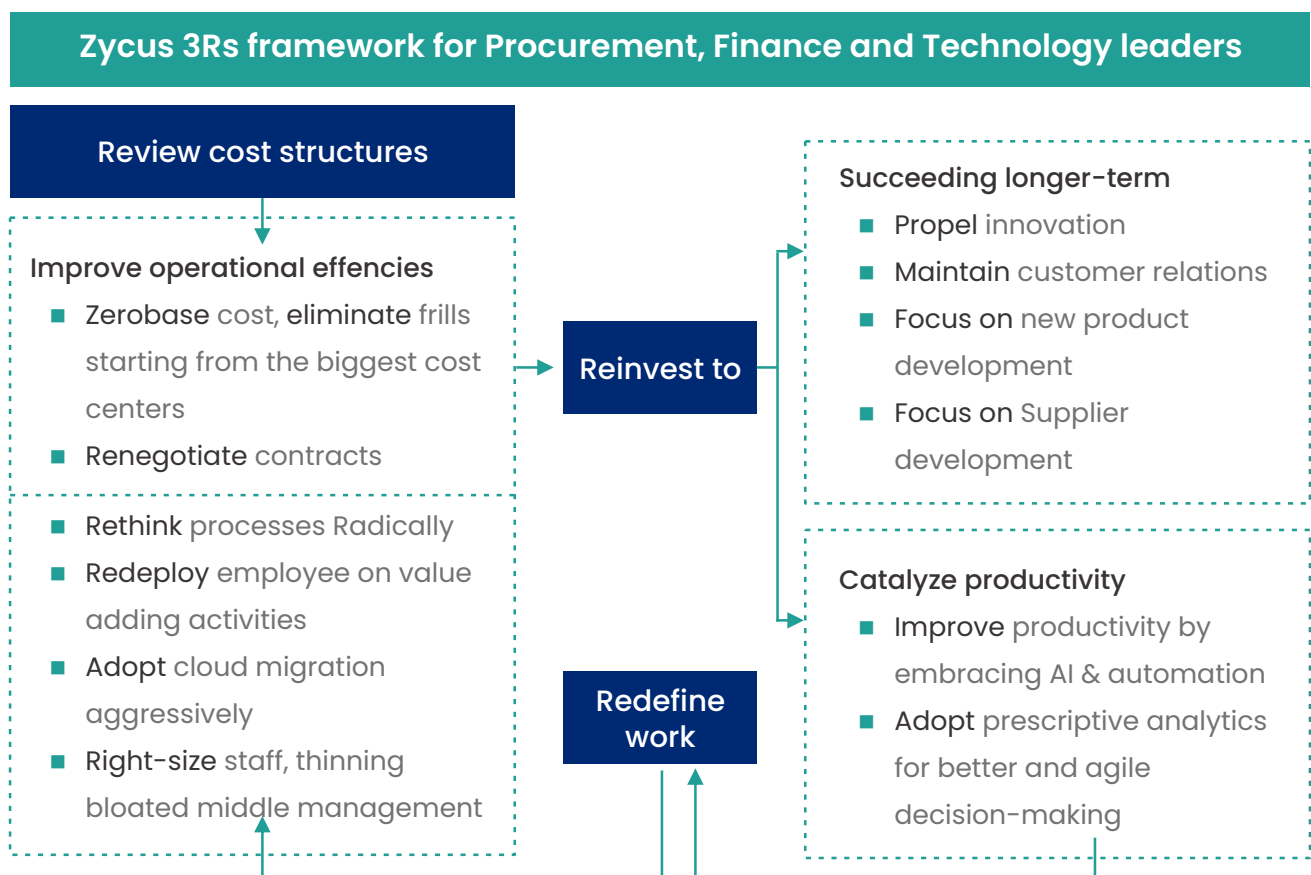 Zycus 3Rs framework for Procurement, Finance and Technology leaders
Review cost structures
Improve operational effencies
Zerobase cost, eliminate frills
starting from the biggest cost
centers
Renegotiate contracts
Rethink processes Radically
Redeploy employee on value
adding activities
Adopt cloud migration
aggressively
Right-size staff, thinning
bloated middle management
Reinvest to
Redefine
work
Succeeding longer-term
Propel innovation
Maintain customer relations
Focus on new product
development
Focus on Supplier
development
Catalyze productivity
Improve productivity by
embracing AI & automation
Adopt prescriptive analytics
for better and agile
decision-making